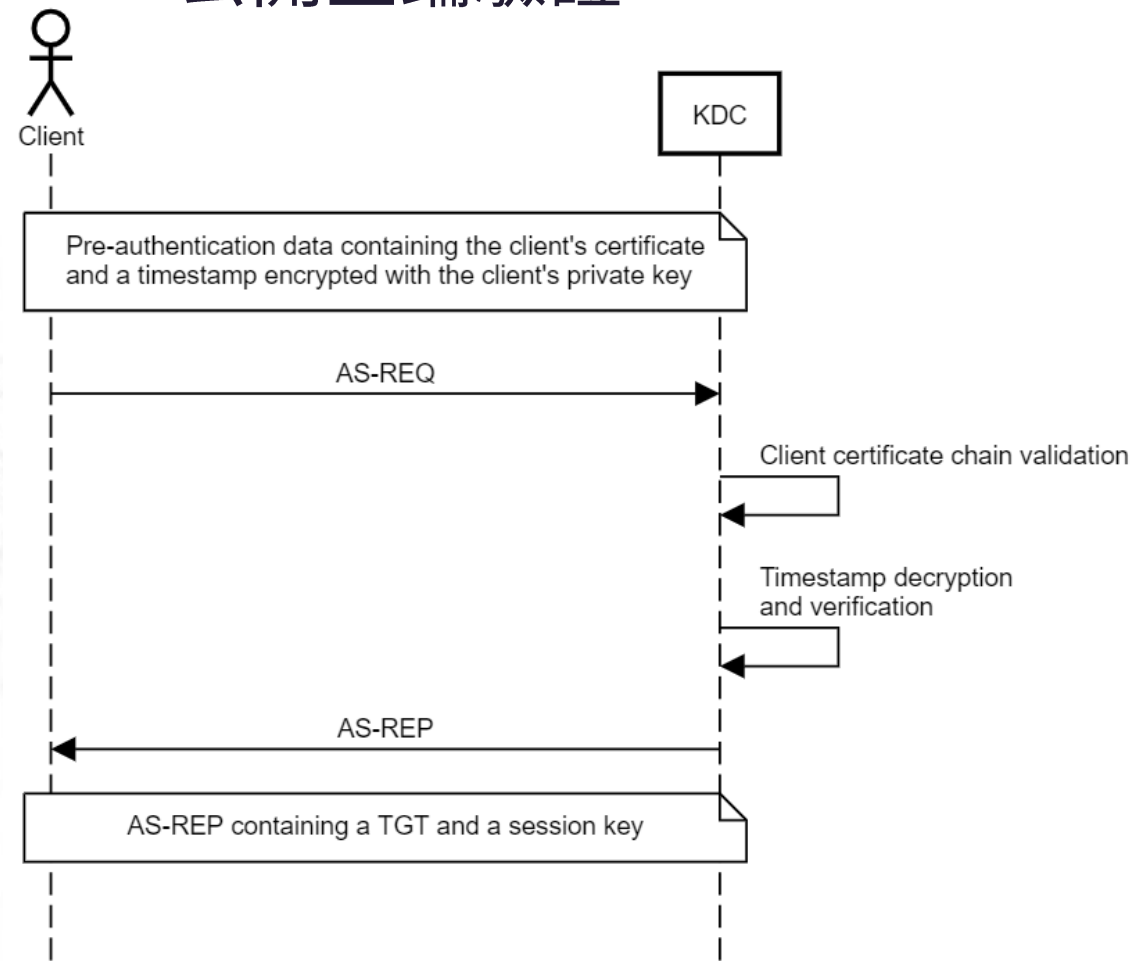 Client
KDC
Pre-authentication data containing the client's certificate
and a timestamp encrypted with the client's private key
AS-REQ
Client certificate chain validation
Timestamp decryption
and verification
AS-REP
AS-REP containing a TGT and a session key